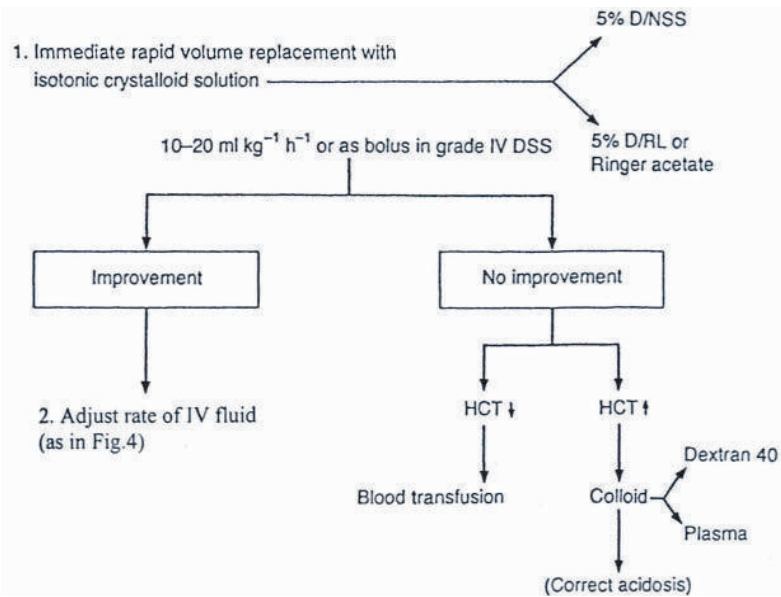 5% D/NSS
1. Immediate rapid volume replacement with
isotonic crystalloid solution
5% D/RL or
Ringer acetate
10–20 ml kg⁻¹ h⁻¹ or as bolus in grade IV DSS
Improvement
No improvement
2. Adjust rate of IV fluid
(as in Fig.4)
HCT
HCT
Blood transfusion
Colloid
Dextran 40
Plasma
(Correct acidosis)